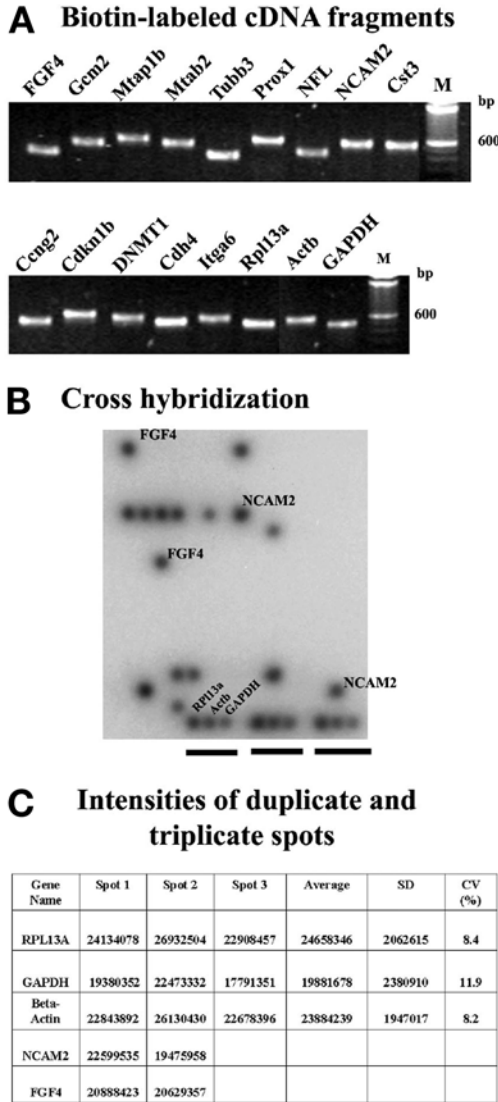 A Biotin-labeled cDNA fragments
FGF4 Gcm2 Mtap1b Mtab2 Tubb3 Prox1 NFL NCAM2 Cst3 M
bp
600
Ccng2 Cdkn1b DNMT1 Cdh4 Itga6 Rpl13a Actb GAPDH M
bp
600
B Cross hybridization
FGF4
NCAM2
FGF4
NCAM2
RPl13a Actb GAPDH
C Intensities of duplicate and
triplicate spots
Gene Name Spot 1 Spot 2 Spot 3 Average SD CV (%)
RPL13A 24134078 26932504 22908457 24658346 2062615 8.4
GAPDH 19380352 22473332 17791351 19881678 2380910 11.9
Beta-Actin 22843892 26130430 22678396 23884239 1947017 8.2
NCAM2 22599535 19475958
FGF4 20888423 20629357